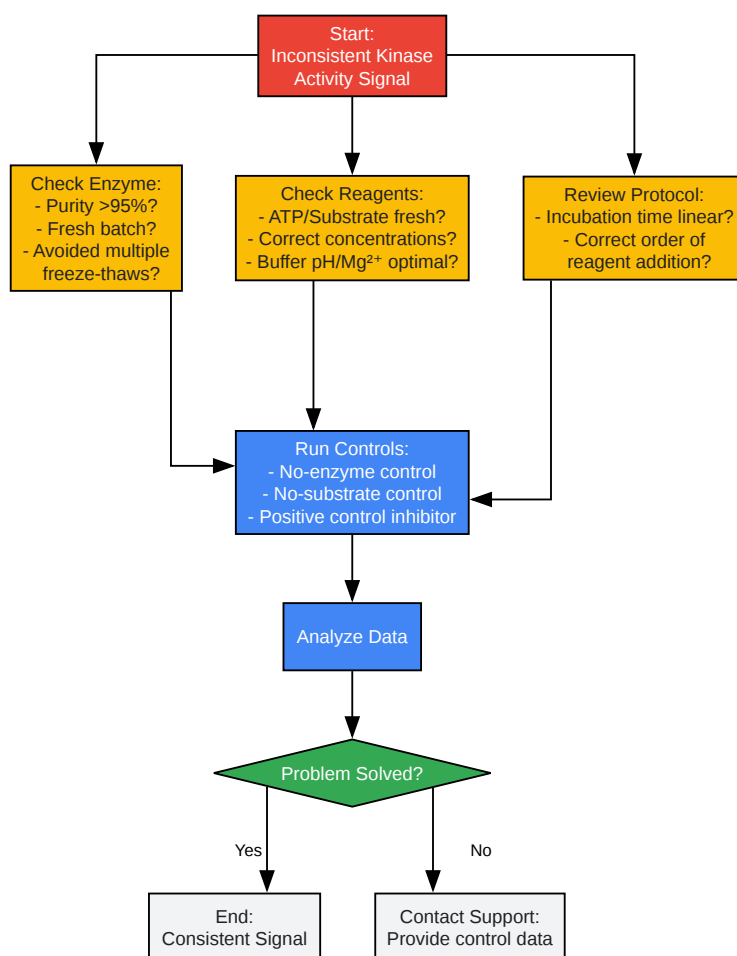 Start:
Inconsistent Kinase
Activity Signal
Check Enzyme:
- Purity >95%?
- Fresh batch?
- Avoided multiple
freeze-thaws?
Check Reagents:
- ATP/Substrate fresh?
- Correct concentrations?
- Buffer pH/Mg²⁺ optimal?
Review Protocol:
- Incubation time linear?
- Correct order of
reagent addition?
Run Controls:
- No-enzyme control
- No-substrate control
- Positive control inhibitor
Analyze Data
Problem Solved?
Yes
No
End:
Consistent Signal
Contact Support:
Provide control data